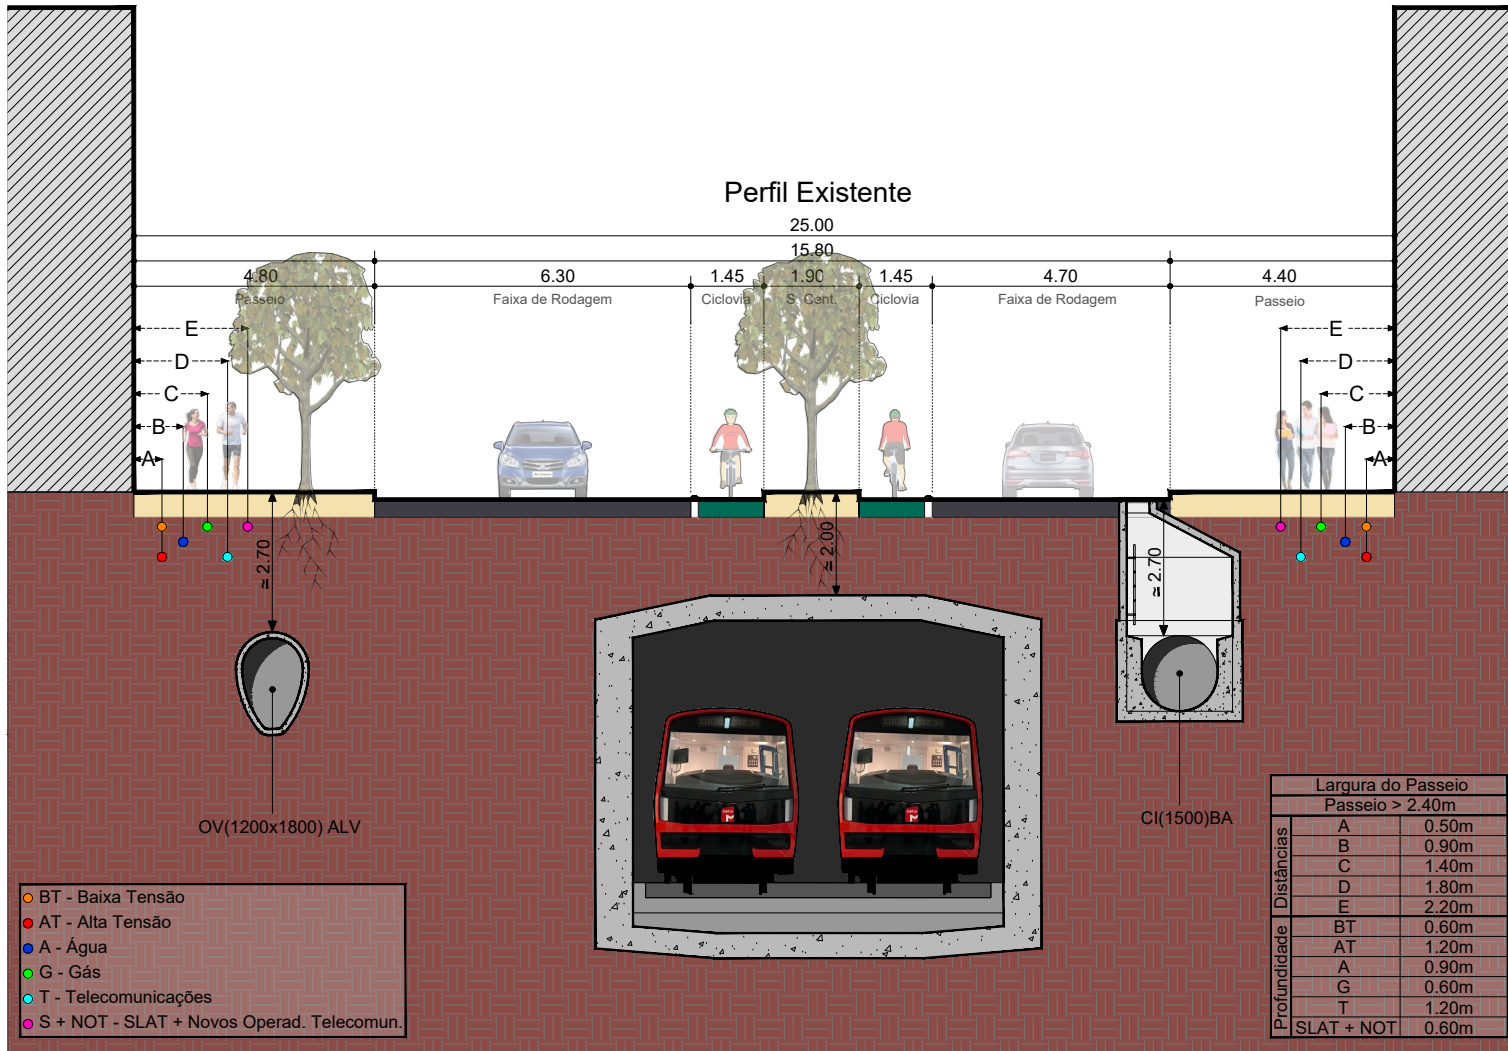 Perfil Existente
25.00
15.80
4.80 6.30 1.45 1.90 1.45 4.70 4.40
Passeio Faixa de Rodagem Ciclovia S. Cent. Ciclovia Faixa de Rodagem Passeio
E E
D D
C C
B B
A A
≃ 2.70
≃ 2.00
≃ 2.70
OV(1200x1800) ALV
CI(1500)BA
BT - Baixa Tensão
AT - Alta Tensão
A - Água
G - Gás
T - Telecomunicações
S + NOT - SLAT + Novos Operad. Telecomun.
Largura do Passeio
Passeio > 2.40m
Distâncias
A 0.50m
B 0.90m
C 1.40m
D 1.80m
E 2.20m
Profundidade
BT 0.60m
AT 1.20m
A 0.90m
G 0.60m
T 1.20m
SLAT + NOT 0.60m